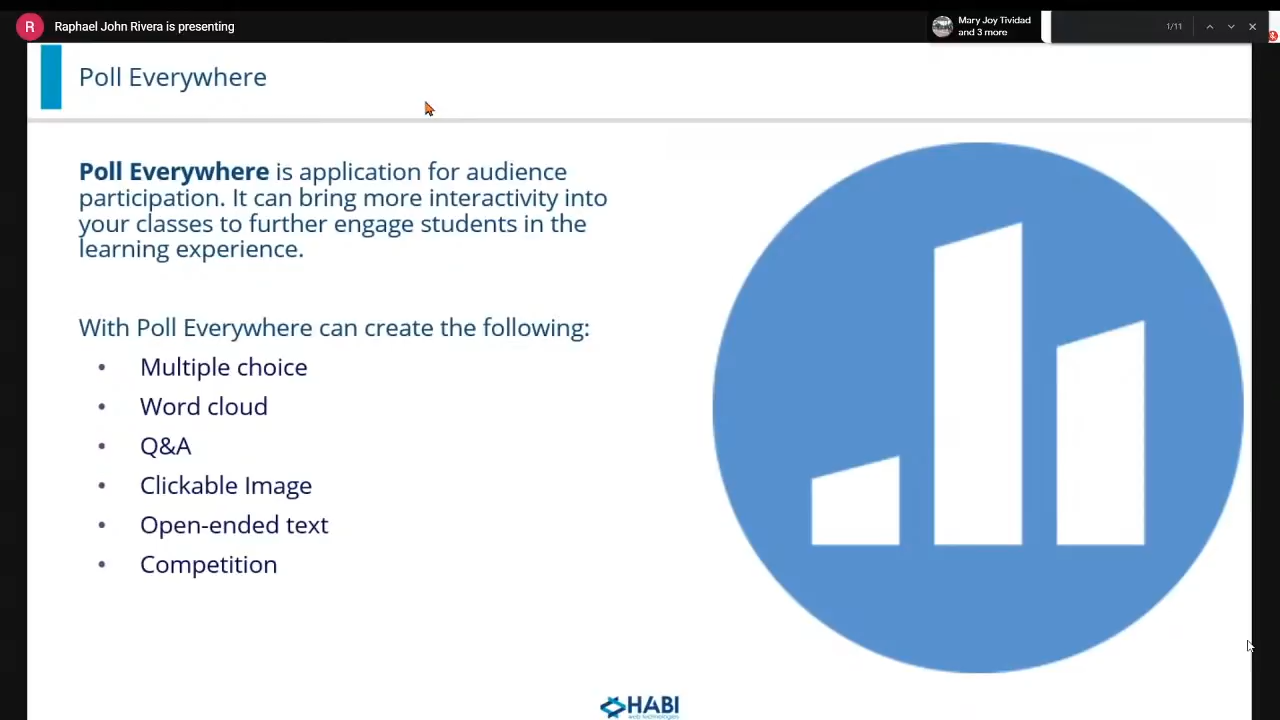 R
Raphael John Rivera is presenting
Mary Joy Tividad
and 3 more
1/11
Poll Everywhere
Poll Everywhere is application for audience
participation. It can bring more interactivity into
your classes to further engage students in the
learning experience.
With Poll Everywhere can create the following:
• Multiple choice
• Word cloud
• Q&A
• Clickable Image
• Open-ended text
• Competition
HABI
web technologies